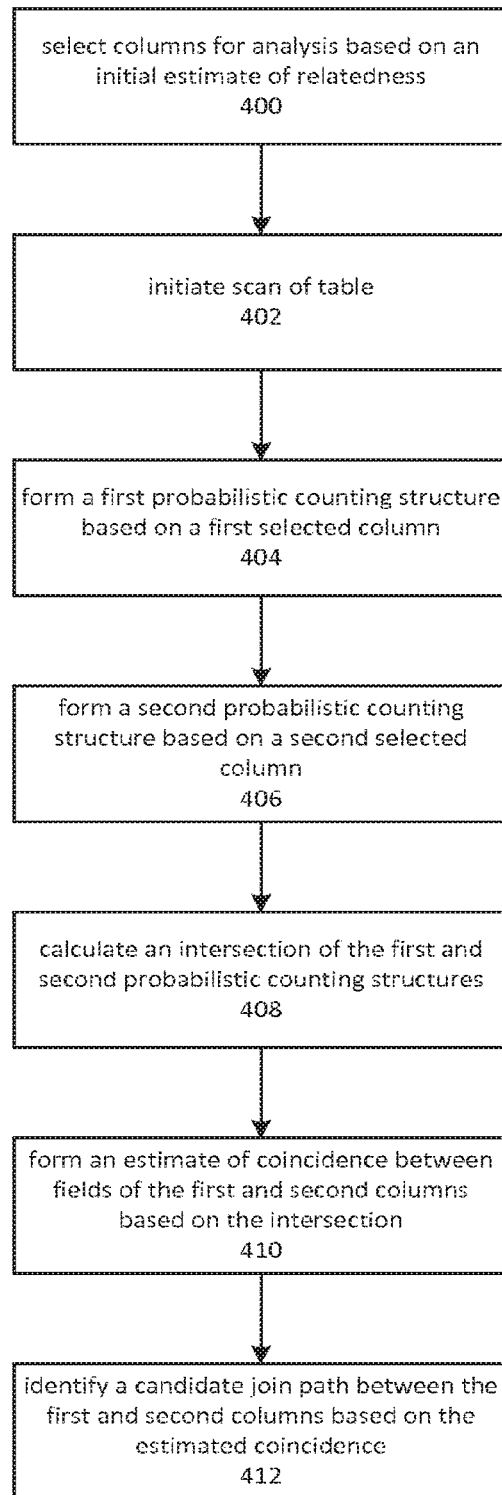 select columns for analysis based on an
initial estimate of relatedness
400
initiate scan of table
402
form a first probabilistic counting structure
based on a first selected column
404
form a second probabilistic counting
structure based on a second selected
column
406
calculate an intersection of the first and
second probabilistic counting structures
408
form an estimate of coincidence between
fields of the first and second columns
based on the intersection
410
identify a candidate join path between the
first and second columns based on the
estimated coincidence
412